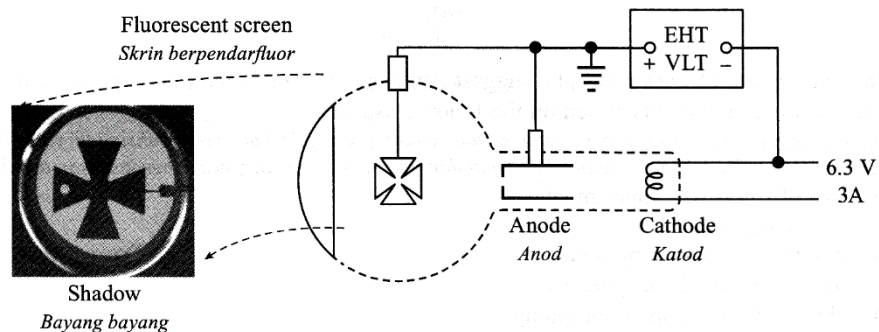 Fluorescent screen
Skrin berpendarfluor
EHT
+ VLT −
6.3 V
3A
Anode
Anod
Cathode
Katod
Shadow
Bayang bayang